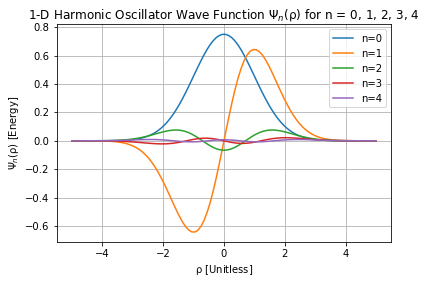 1-D Harmonic Oscillator Wave Function Ψₙ(ρ) for n = 0, 1, 2, 3, 4
0.8
0.6
0.4
0.2
0.0
−0.2
−0.4
−0.6
Ψₙ(ρ) [Energy]
n=0
n=1
n=2
n=3
n=4
−4 −2 0 2 4
ρ [Unitless]